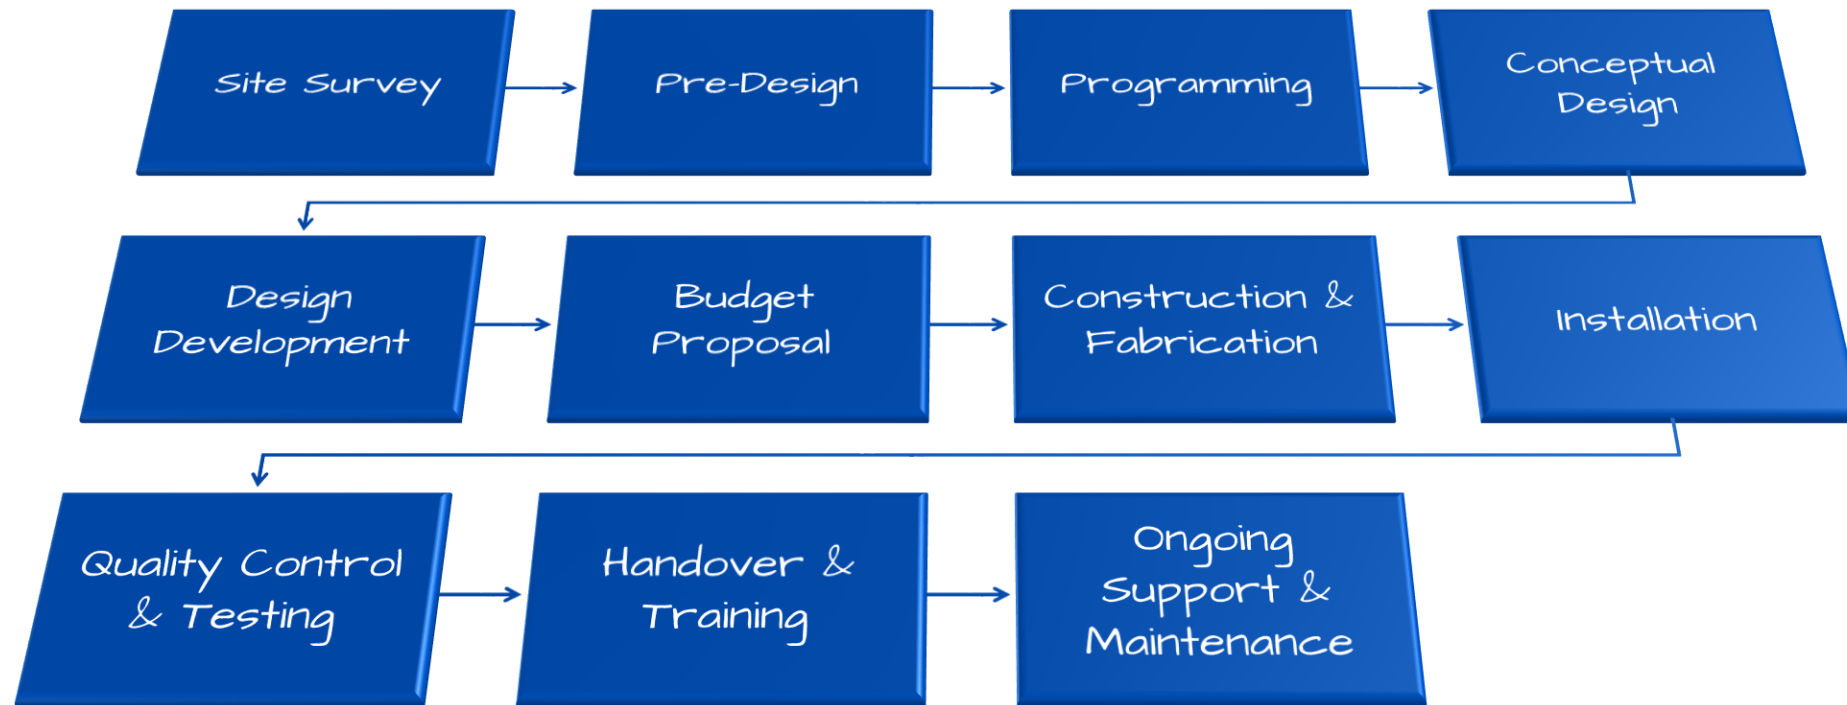 Site Survey
Pre-Design
Programming
Conceptual
Design
Design
Development
Budget
Proposal
Construction &
Fabrication
Installation
Quality Control
& Testing
Handover &
Training
Ongoing
Support &
Maintenance